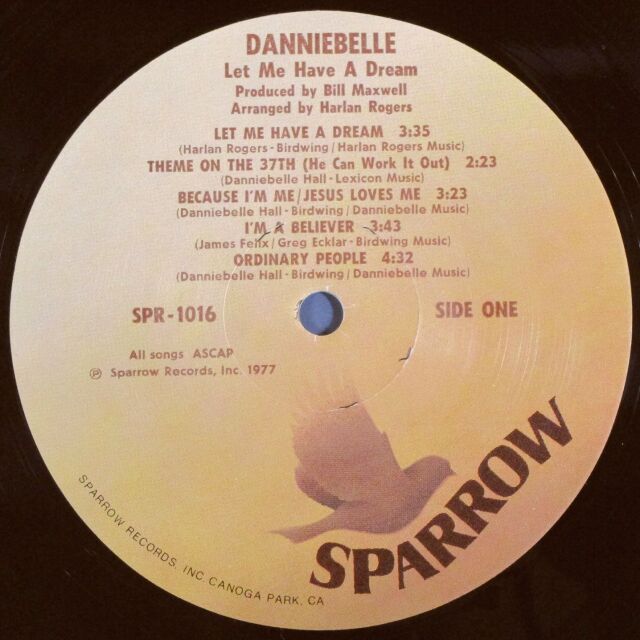 DANNIEBELLE
Let Me Have A Dream
Produced by Bill Maxwell
Arranged by Harlan Rogers
LET ME HAVE A DREAM 3:35
(Harlan Rogers-Birdwing/Harlan Rogers Music)
THEME ON THE 37TH (He Can Work It Out) 2:23
(Danniebelle Hall-Lexicon Music)
BECAUSE I'M ME/JESUS LOVES ME 3:23
(Danniebelle Hall-Birdwing/Danniebelle Music)
I'M A BELIEVER 3:43
(James Felix/Greg Ecklar-Birdwing Music)
ORDINARY PEOPLE 4:32
(Danniebelle Hall-Birdwing/Danniebelle Music)
SPR-1016
SIDE ONE
All songs ASCAP
℗ Sparrow Records, Inc. 1977
SPARROW
SPARROW RECORDS, INC. CANOGA PARK, CA